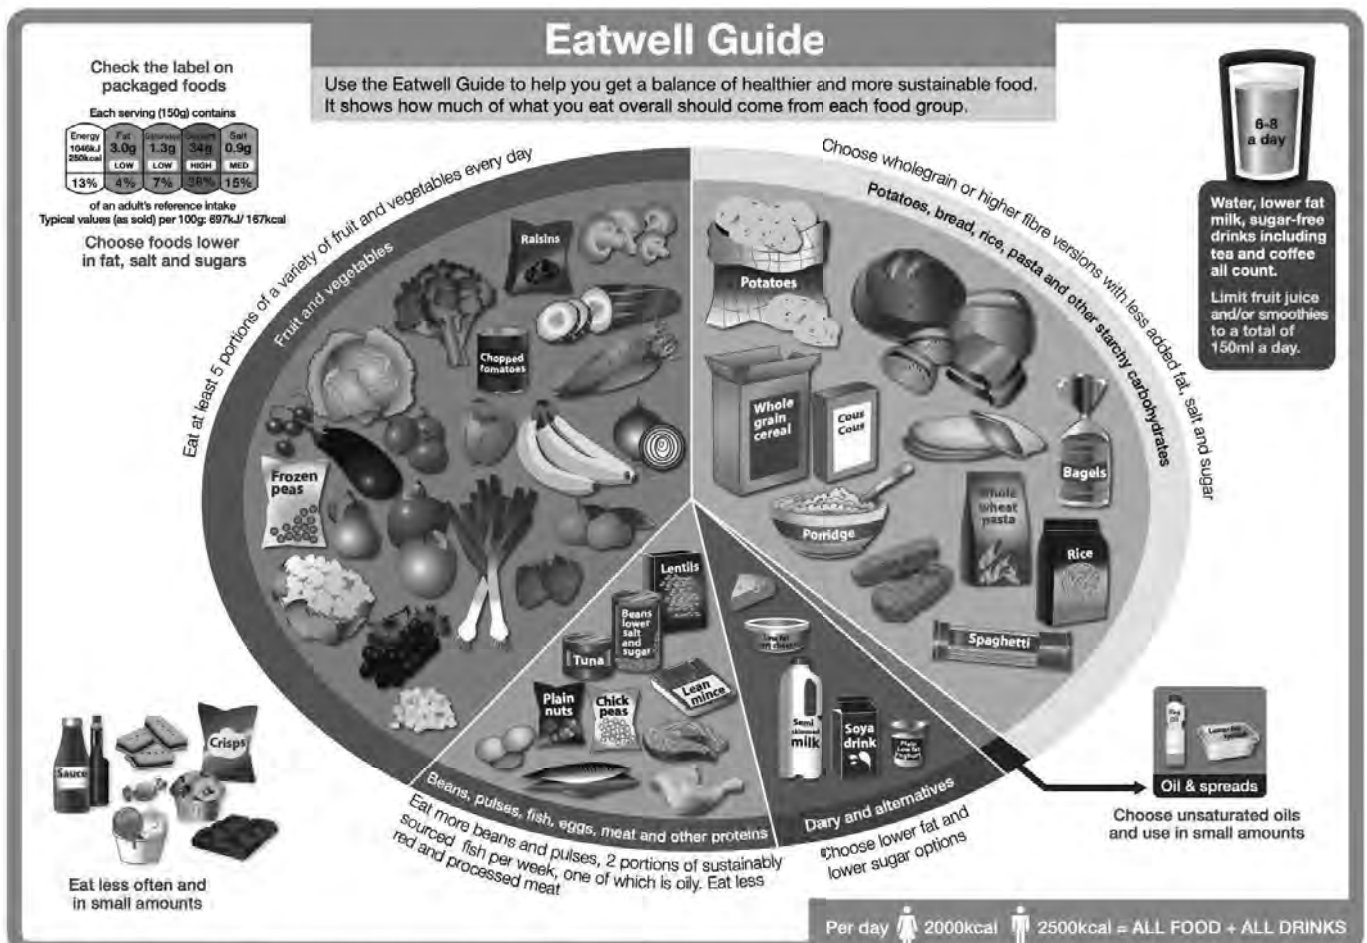 Eatwell Guide
Use the Eatwell Guide to help you get a balance of healthier and more sustainable food.
It shows how much of what you eat overall should come from each food group.
Check the label on
packaged foods
Each serving (150g) contains
Energy
1046kJ
250kcal
13%
Fat
3.0g
LOW
4%
1.3g
LOW
7%
34g
HIGH
38%
Salt
0.9g
MED
15%
of an adult's reference intake
Typical values (as sold) per 100g: 697kJ/ 167kcal
Choose foods lower
in fat, salt and sugars
6-8
a day
Water, lower fat
milk, sugar-free
drinks including
tea and coffee
all count.
Limit fruit juice
and/or smoothies
to a total of
150ml a day.
Eat at least 5 portions of a variety of fruit and vegetables every day
Fruit and vegetables
Raisins
Chopped
tomatoes
Frozen
peas
Choose wholegrain or higher fibre versions with less added fat, salt and sugar
Potatoes, bread, rice, pasta and other starchy carbohydrates
Potatoes
Whole
grain
cereal
Cous
Cous
Bagels
Porridge
Whole
wheat
pasta
Rice
Spaghetti
Lentils
Beans
lower
salt
and
sugar
Tuna
Lean
mince
Plain
nuts
Chick
peas
Beans, pulses, fish, eggs, meat and other proteins
Eat more beans and pulses, 2 portions of sustainably
sourced fish per week, one of which is oily. Eat less
red and processed meat
Low fat
Semi
skimmed
milk
Soya
drink
Plain
Low fat
yoghurt
Dairy and alternatives
Choose lower fat and
lower sugar options
Sauce
Crisps
Eat less often and
in small amounts
Veg
oil
Lower fat
spread
Oil & spreads
Choose unsaturated oils
and use in small amounts
Per day 2000kcal 2500kcal = ALL FOOD + ALL DRINKS